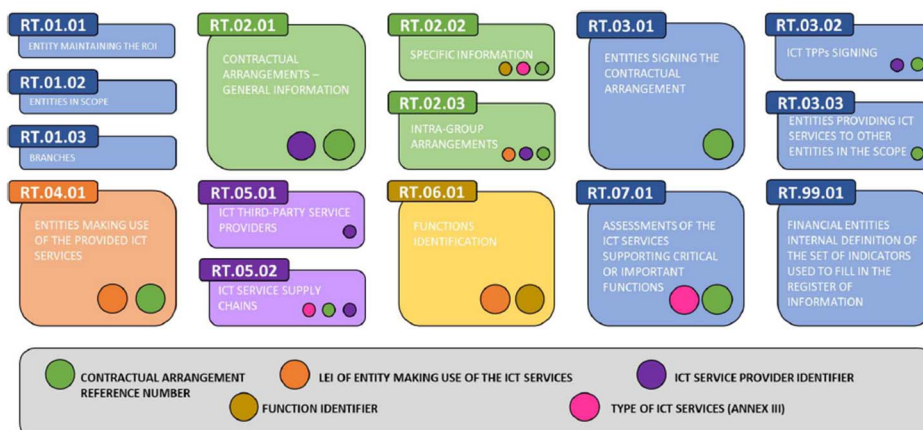 RT.01.01
ENTITY MAINTAINING THE ROI
RT.01.02
ENTITIES IN SCOPE
RT.01.03
BRANCHES
RT.02.01
CONTRACTUAL
ARRANGEMENTS –
GENERAL INFORMATION
RT.02.02
SPECIFIC INFORMATION
RT.02.03
INTRA-GROUP
ARRANGEMENTS
RT.03.01
ENTITIES SIGNING THE
CONTRACTUAL
ARRANGEMENT
RT.03.02
ICT TPPs SIGNING
RT.03.03
ENTITIES PROVIDING ICT
SERVICES TO OTHER
ENTITIES IN THE SCOPE
RT.04.01
ENTITIES MAKING USE
OF THE PROVIDED ICT
SERVICES
RT.05.01
ICT THIRD-PARTY SERVICE
PROVIDERS
RT.05.02
ICT SERVICE SUPPLY
CHAINS
RT.06.01
FUNCTIONS
IDENTIFICATION
RT.07.01
ASSESSMENTS OF THE
ICT SERVICES
SUPPORTING CRITICAL
OR IMPORTANT
FUNCTIONS
RT.99.01
FINANCIAL ENTITIES
INTERNAL DEFINITION OF
THE SET OF INDICATORS
USED TO FILL IN THE
REGISTER OF
INFORMATION
CONTRACTUAL ARRANGEMENT
REFERENCE NUMBER
LEI OF ENTITY MAKING USE OF THE ICT SERVICES
ICT SERVICE PROVIDER IDENTIFIER
FUNCTION IDENTIFIER
TYPE OF ICT SERVICES (ANNEX III)